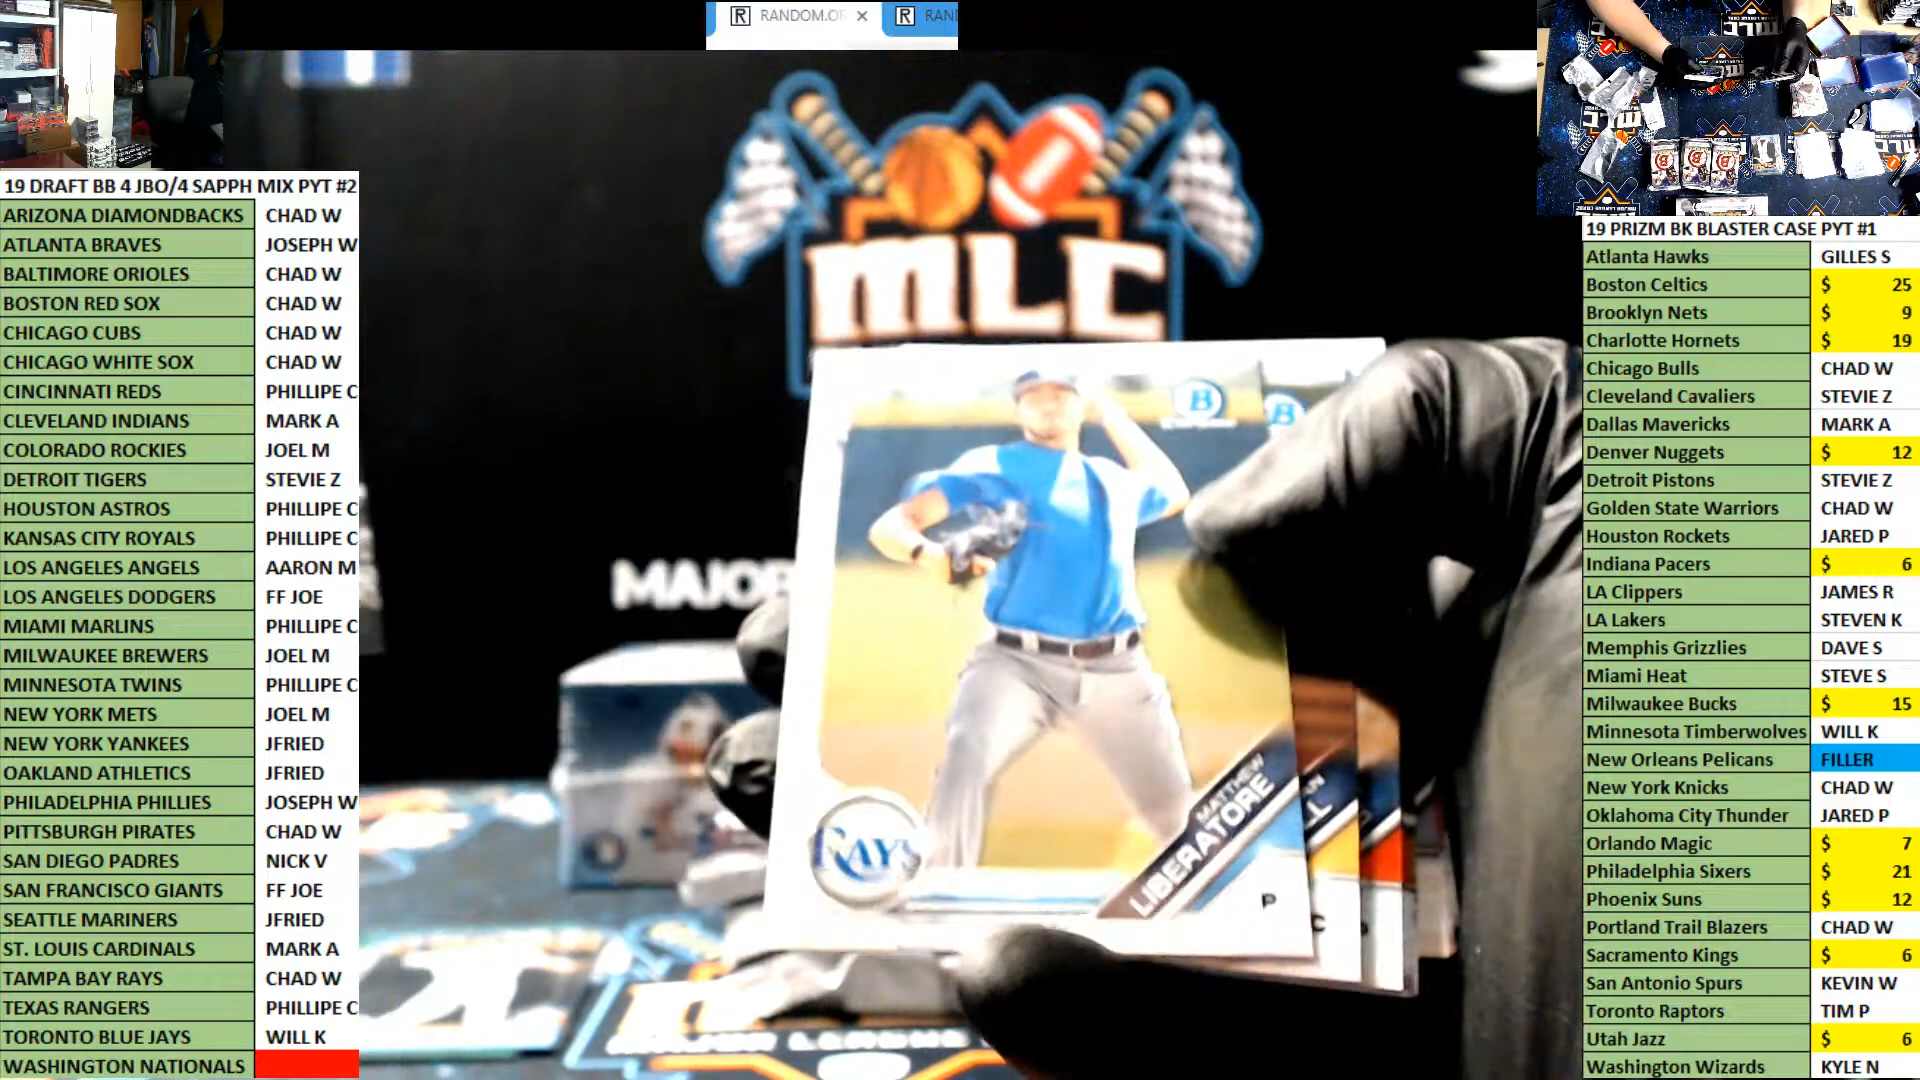 RANDOM.OR
RAND
19 DRAFT BB 4 JBO/4 SAPPH MIX PYT #2
ARIZONA DIAMONDBACKS CHAD W
ATLANTA BRAVES JOSEPH W
BALTIMORE ORIOLES CHAD W
BOSTON RED SOX CHAD W
CHICAGO CUBS CHAD W
CHICAGO WHITE SOX CHAD W
CINCINNATI REDS PHILLIPE C
CLEVELAND INDIANS MARK A
COLORADO ROCKIES JOEL M
DETROIT TIGERS STEVIE Z
HOUSTON ASTROS PHILLIPE C
KANSAS CITY ROYALS PHILLIPE C
LOS ANGELES ANGELS AARON M
LOS ANGELES DODGERS FF JOE
MIAMI MARLINS PHILLIPE C
MILWAUKEE BREWERS JOEL M
MINNESOTA TWINS PHILLIPE C
NEW YORK METS JOEL M
NEW YORK YANKEES JFRIED
OAKLAND ATHLETICS JFRIED
PHILADELPHIA PHILLIES JOSEPH W
PITTSBURGH PIRATES CHAD W
SAN DIEGO PADRES NICK V
SAN FRANCISCO GIANTS FF JOE
SEATTLE MARINERS JFRIED
ST. LOUIS CARDINALS MARK A
TAMPA BAY RAYS CHAD W
TEXAS RANGERS PHILLIPE C
TORONTO BLUE JAYS WILL K
WASHINGTON NATIONALS
MLC
MAJOR
B
RAYS
MATTHEW
LIBERATORE
P
19 PRIZM BK BLASTER CASE PYT #1
Atlanta Hawks GILLES S
Boston Celtics $ 25
Brooklyn Nets $ 9
Charlotte Hornets $ 19
Chicago Bulls CHAD W
Cleveland Cavaliers STEVIE Z
Dallas Mavericks MARK A
Denver Nuggets $ 12
Detroit Pistons STEVIE Z
Golden State Warriors CHAD W
Houston Rockets JARED P
Indiana Pacers $ 6
LA Clippers JAMES R
LA Lakers STEVEN K
Memphis Grizzlies DAVE S
Miami Heat STEVE S
Milwaukee Bucks $ 15
Minnesota Timberwolves WILL K
New Orleans Pelicans FILLER
New York Knicks CHAD W
Oklahoma City Thunder JARED P
Orlando Magic $ 7
Philadelphia Sixers $ 21
Phoenix Suns $ 12
Portland Trail Blazers CHAD W
Sacramento Kings $ 6
San Antonio Spurs KEVIN W
Toronto Raptors TIM P
Utah Jazz $ 6
Washington Wizards KYLE N